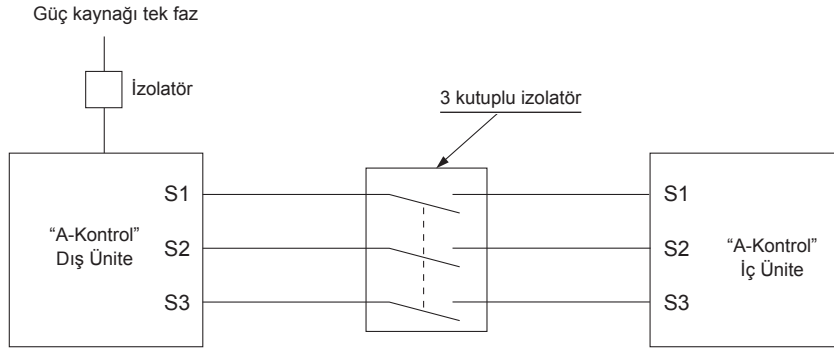 Güç kaynağı tek faz
İzolatör
3 kutuplu izolatör
“A-Kontrol”
Dış Ünite
S1
S2
S3
S1
S2
S3
“A-Kontrol”
İç Ünite